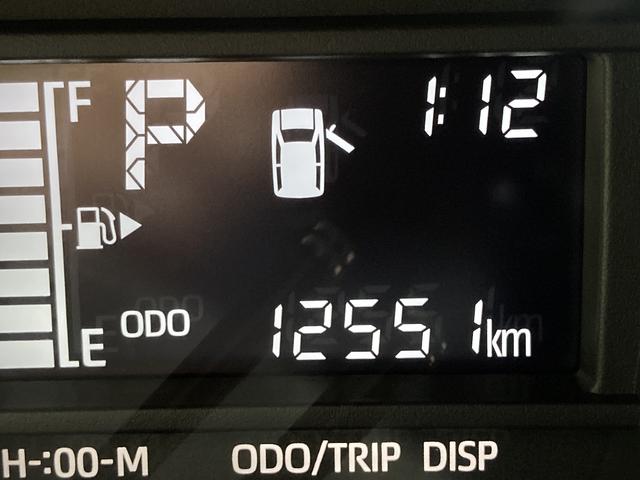 F
P
1:12
E
ODO
12551km
H-:00-M
ODO/TRIP DISP